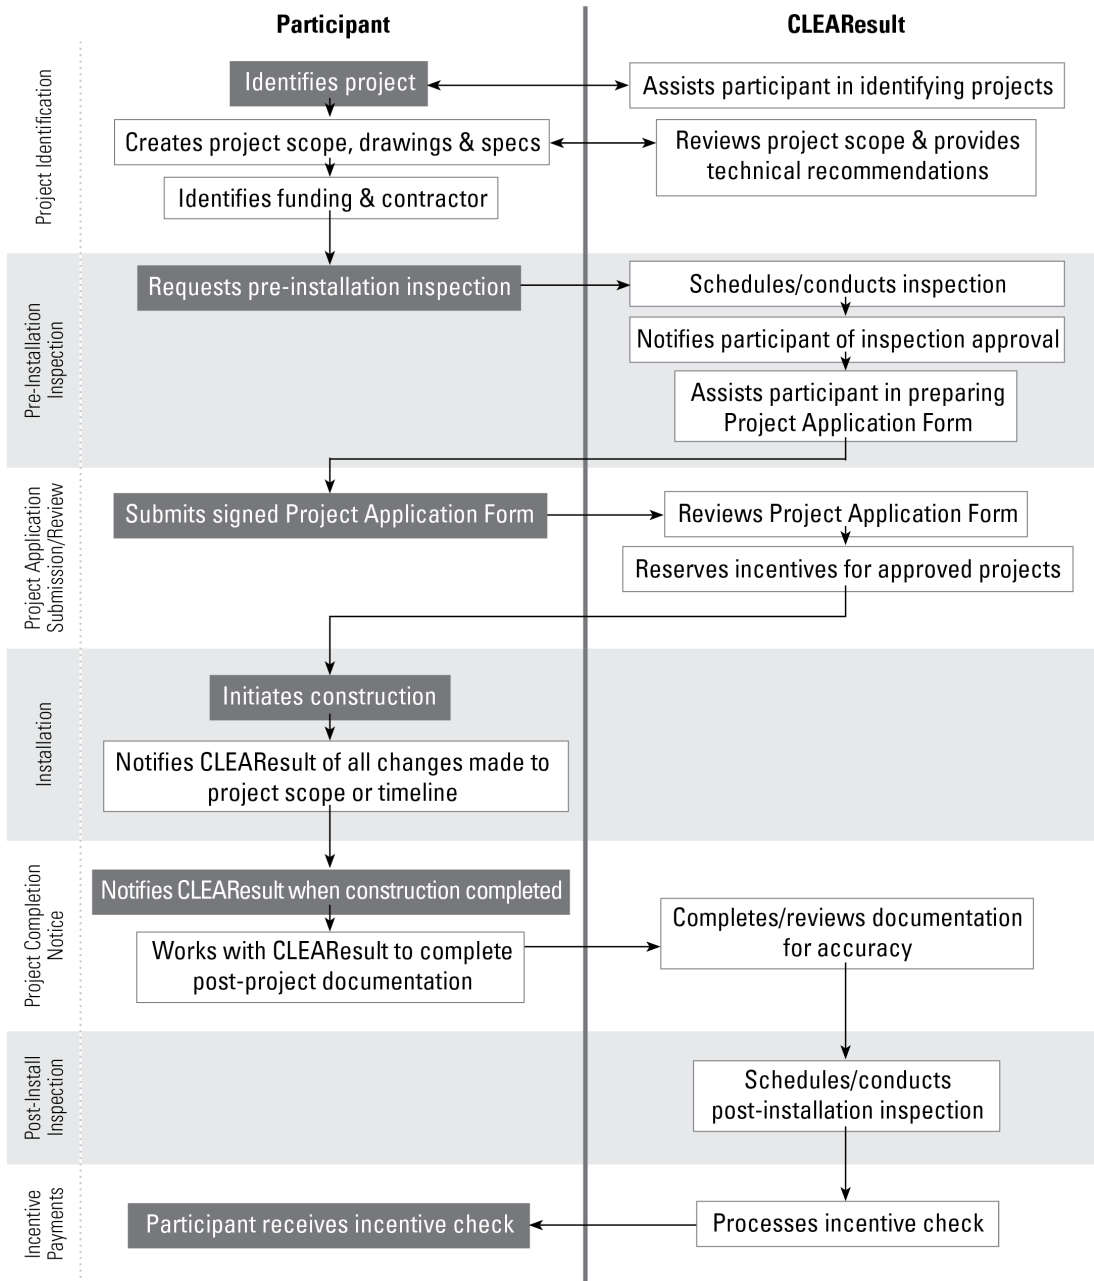 Participant
CLEAResult
Project Identification
Identifies project
Assists participant in identifying projects
Creates project scope, drawings & specs
Reviews project scope & provides
technical recommendations
Identifies funding & contractor
Pre-Installation
Inspection
Requests pre-installation inspection
Schedules/conducts inspection
Notifies participant of inspection approval
Assists participant in preparing
Project Application Form
Project Application
Submission/Review
Submits signed Project Application Form
Reviews Project Application Form
Reserves incentives for approved projects
Installation
Initiates construction
Notifies CLEAResult of all changes made to
project scope or timeline
Project Completion
Notice
Notifies CLEAResult when construction completed
Works with CLEAResult to complete
post-project documentation
Completes/reviews documentation
for accuracy
Post-Install
Inspection
Schedules/conducts
post-installation inspection
Incentive
Payments
Participant receives incentive check
Processes incentive check